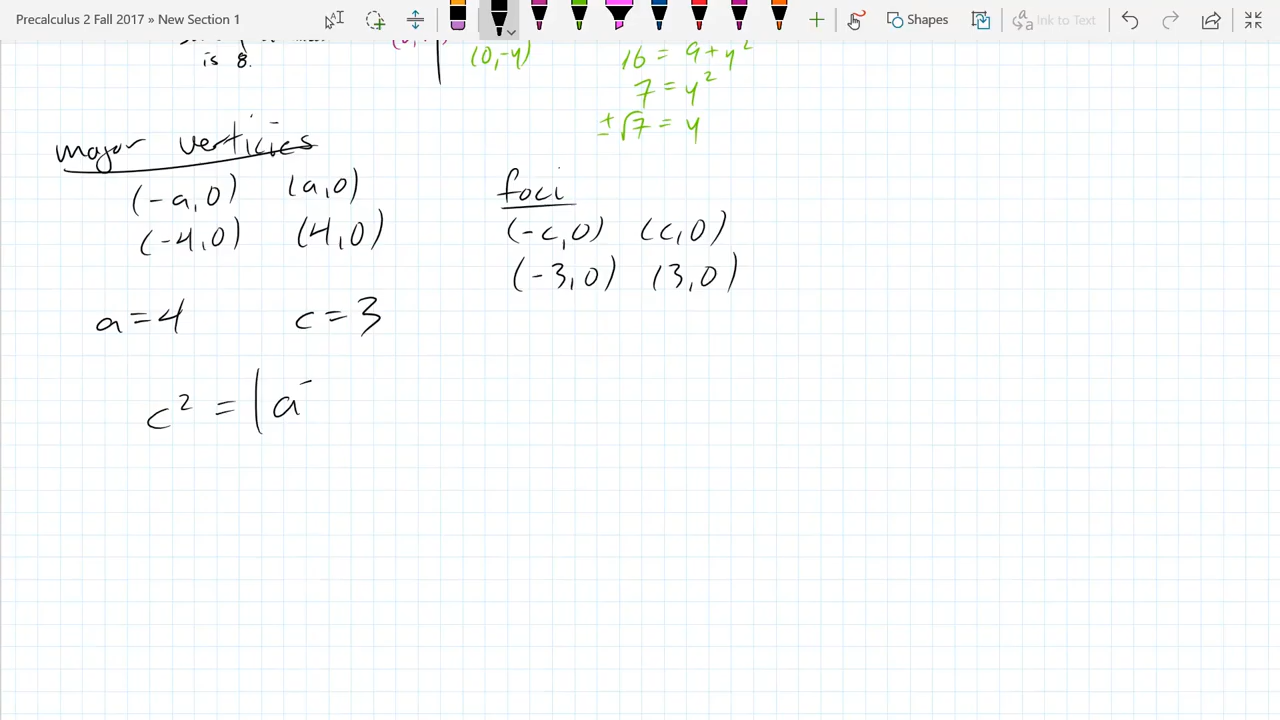 Precalculus 2 Fall 2017 » New Section 1
Shapes
Ink to Text
is 8.
(0,-4)
16 = 9 + y²
7 = y²
±√7 = y
major verticies
(-a,0) (a,0)
(-4,0) (4,0)
foci
(-c,0) (c,0)
(-3,0) (3,0)
a=4 c=3
c² = | a